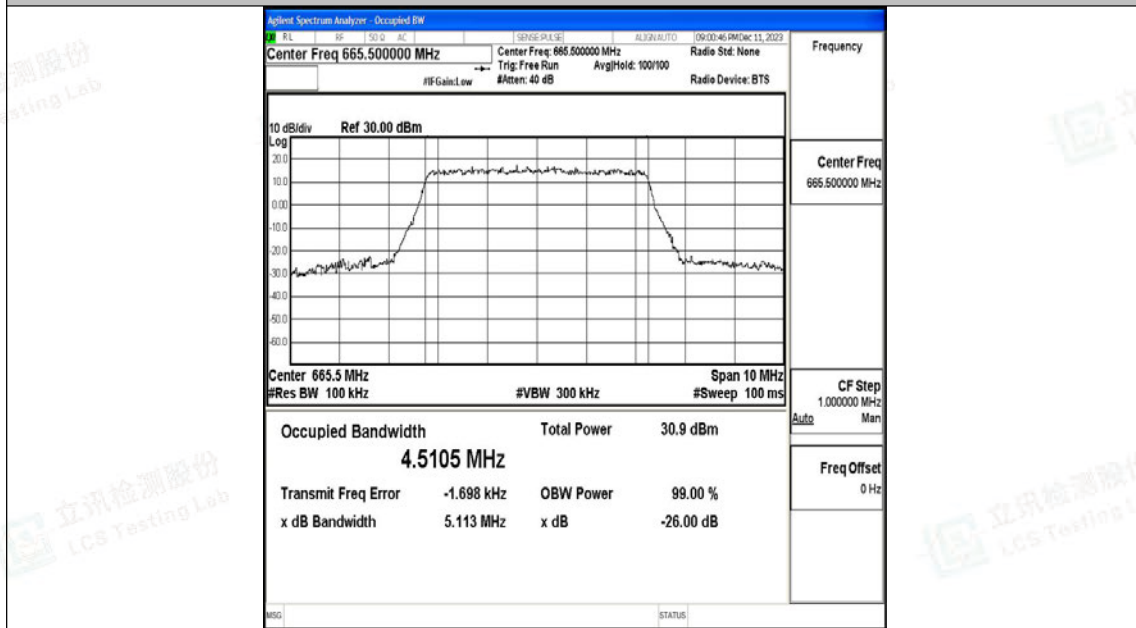 Agilent Spectrum Analyzer - Occupied BW
RL RF 50 Ω AC SENSE:PULSE ALIGNAUTO 09:00:46 PM Dec 11, 2023
Center Freq 665.500000 MHz
Center Freq: 665.500000 MHz
Radio Std: None
Trig: Free Run Avg|Hold: 100/100
#IFGain:Low #Atten: 40 dB Radio Device: BTS
10 dB/div Ref 30.00 dBm
Log
20.0
10.0
0.00
-10.0
-20.0
-30.0
-40.0
-50.0
-60.0
Center 665.5 MHz Span 10 MHz
#Res BW 100 kHz #VBW 300 kHz #Sweep 100 ms
Occupied Bandwidth Total Power 30.9 dBm
4.5105 MHz
Transmit Freq Error -1.698 kHz OBW Power 99.00 %
x dB Bandwidth 5.113 MHz x dB -26.00 dB
MSG STATUS
Frequency
Center Freq
665.500000 MHz
CF Step
1.000000 MHz
Auto Man
Freq Offset
0 Hz
立讯检测股份
LCS Testing Lab